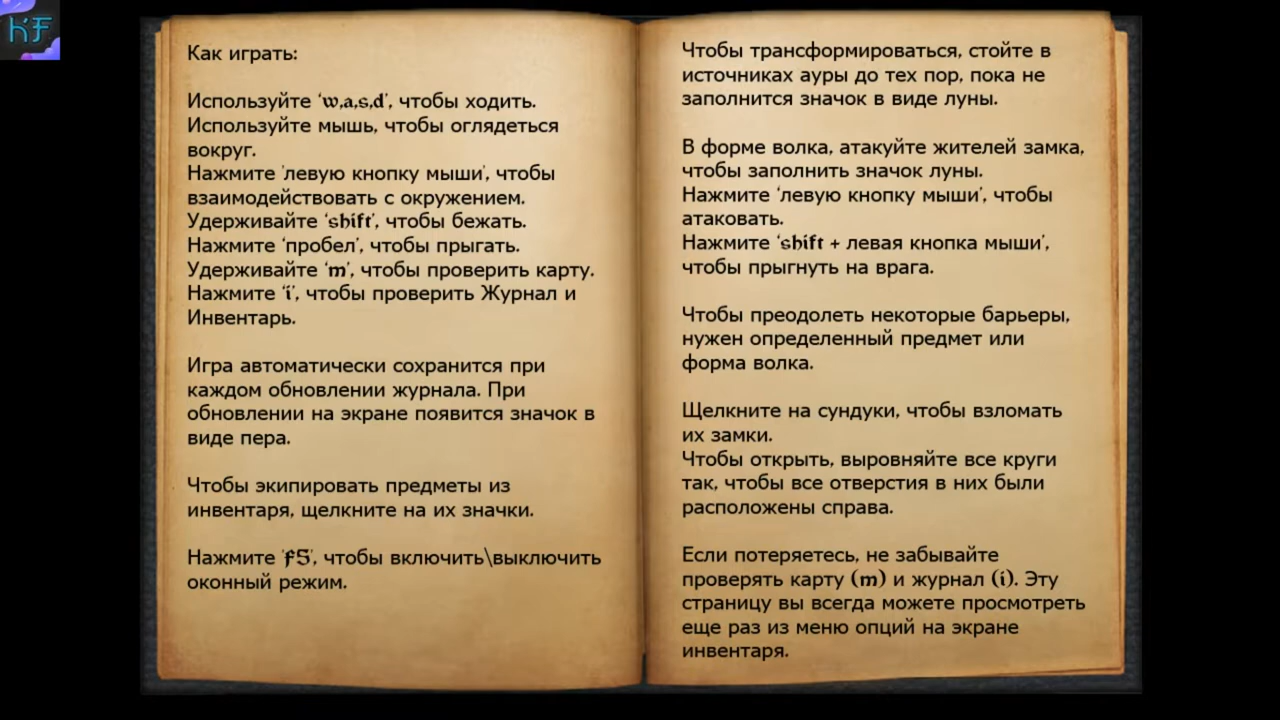 KF
Как играть:
Используйте 'w,a,s,d', чтобы ходить.
Используйте мышь, чтобы оглядеться
вокруг.
Нажмите 'левую кнопку мыши', чтобы
взаимодействовать с окружением.
Удерживайте 'shift', чтобы бежать.
Нажмите 'пробел', чтобы прыгать.
Удерживайте 'm', чтобы проверить карту.
Нажмите 'i', чтобы проверить Журнал и
Инвентарь.
Игра автоматически сохранится при
каждом обновлении журнала. При
обновлении на экране появится значок в
виде пера.
Чтобы экипировать предметы из
инвентаря, щелкните на их значки.
Нажмите 'f5', чтобы включить\выключить
оконный режим.
Чтобы трансформироваться, стойте в
источниках ауры до тех пор, пока не
заполнится значок в виде луны.
В форме волка, атакуйте жителей замка,
чтобы заполнить значок луны.
Нажмите 'левую кнопку мыши', чтобы
атаковать.
Нажмите 'shift + левая кнопка мыши',
чтобы прыгнуть на врага.
Чтобы преодолеть некоторые барьеры,
нужен определенный предмет или
форма волка.
Щелкните на сундуки, чтобы взломать
их замки.
Чтобы открыть, выровняйте все круги
так, чтобы все отверстия в них были
расположены справа.
Если потеряетесь, не забывайте
проверять карту (m) и журнал (i). Эту
страницу вы всегда можете просмотреть
еще раз из меню опций на экране
инвентаря.